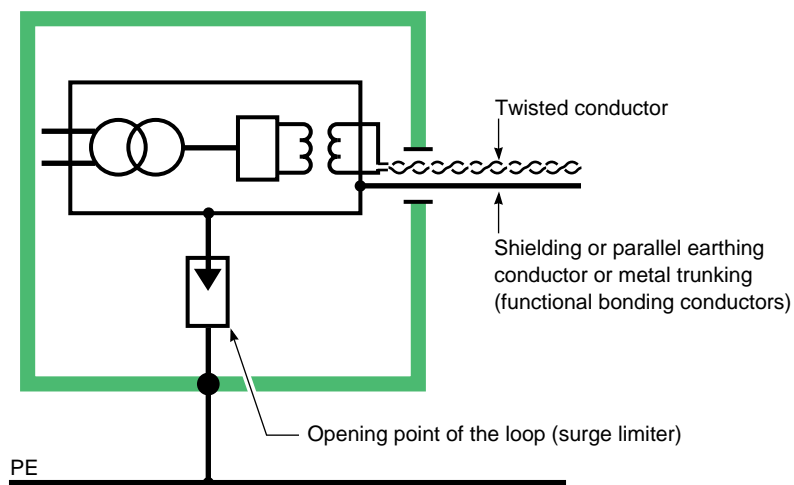 Twisted conductor
Shielding or parallel earthing
conductor or metal trunking
(functional bonding conductors)
Opening point of the loop (surge limiter)
PE